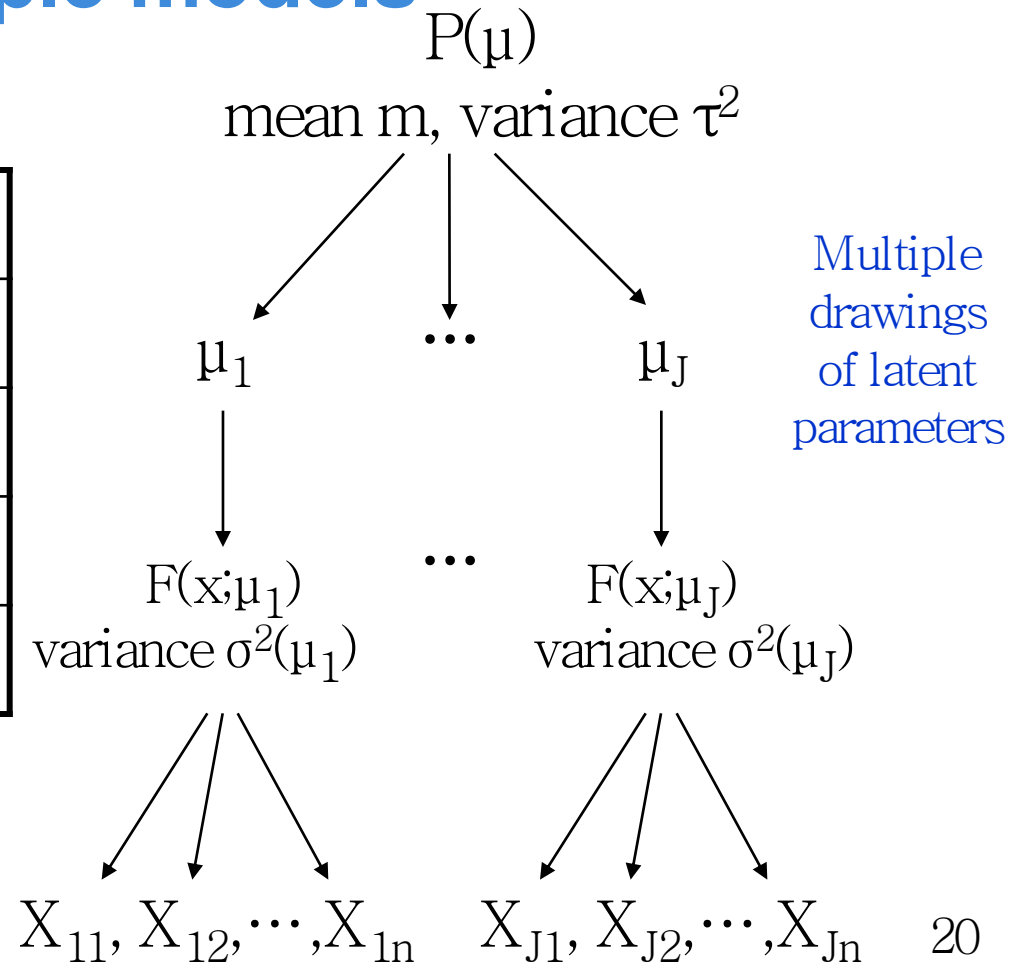 models
P(µ)
mean m, variance τ²
Multiple
drawings
of latent
parameters
µ₁ ... µ_J
F(x;µ₁) ... F(x;µ_J)
variance σ²(µ₁) variance σ²(µ_J)
X₁₁, X₁₂,...,X₁ₙ X_J1, X_J2,...,X_Jn 20